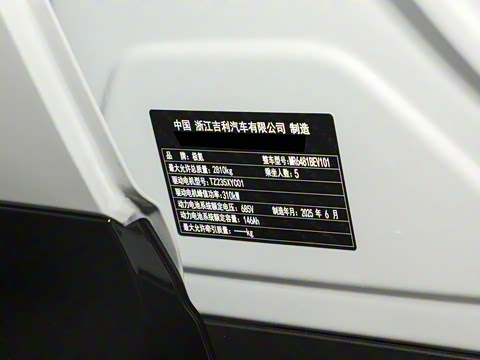 中国 浙江吉利汽车有限公司 制造
品 牌: 极氪 整车型号: MR6481BEV101
最大允许总质量: 2810kg 乘坐人数: 5
驱动电机型号: TZ235XYC01
驱动电机峰值功率: 310kW
动力电池系统额定电压: 685V 制造年月: 2025 年 6 月
动力电池系统额定容量: 146Ah
最大允许牵引质量: ——kg